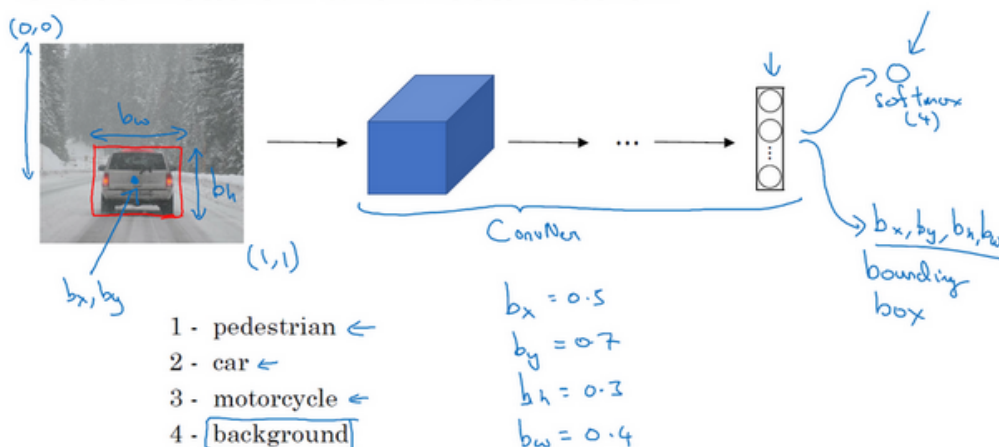 (0,0)
bw
bh
(1,1)
bx, by
...
ConvNet
softmax
(4)
bx, by, bh, bw
bounding
box
1 - pedestrian
2 - car
3 - motorcycle
4 - background
bx = 0.5
by = 0.7
bh = 0.3
bw = 0.4